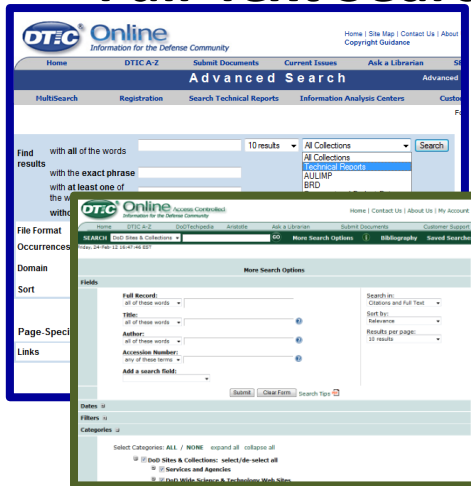 DTIC Online
Information for the Defense Community
Home | Site Map | Contact Us | About
Copyright Guidance
Home DTIC A-Z Submit Documents Current Issues Ask a Librarian
Advanced Search
Advanced
MultiSearch Registration Search Technical Reports Information Analysis Centers
Find results
with all of the words
10 results
All Collections
Search
All Collections
Technical Reports
AULIMP
BRD
with the exact phrase
with at least one of
File Format
Occurrences
Domain
Sort
Page-Speci
Links
DTIC Online Access Controlled
Information for the Defense Community
Home | Contact Us | About Us | My Account
Home DTIC A-Z DoDTechipedia Aristotle Ask a Librarian Submit Documents Customer Support
SEARCH DoD Sites & Collections GO More Search Options Bibliography Saved Searche
Friday, 24-Feb-12 16:47:46 EST
More Search Options
Fields
Full Record:
all of these words
Title:
all of these words
Author:
all of these words
Accession Number:
any of these terms
Add a search field:
Search in:
Citations and Full Text
Sort by:
Relevance
Results per page:
10 results
Submit Clear Form Search Tips
Dates
Filters
Categories
Select Categories: ALL / NONE expand all collapse all
DoD Sites & Collections: select/de-select all
Services and Agencies
DoD Wide Science & Technology Web Sites